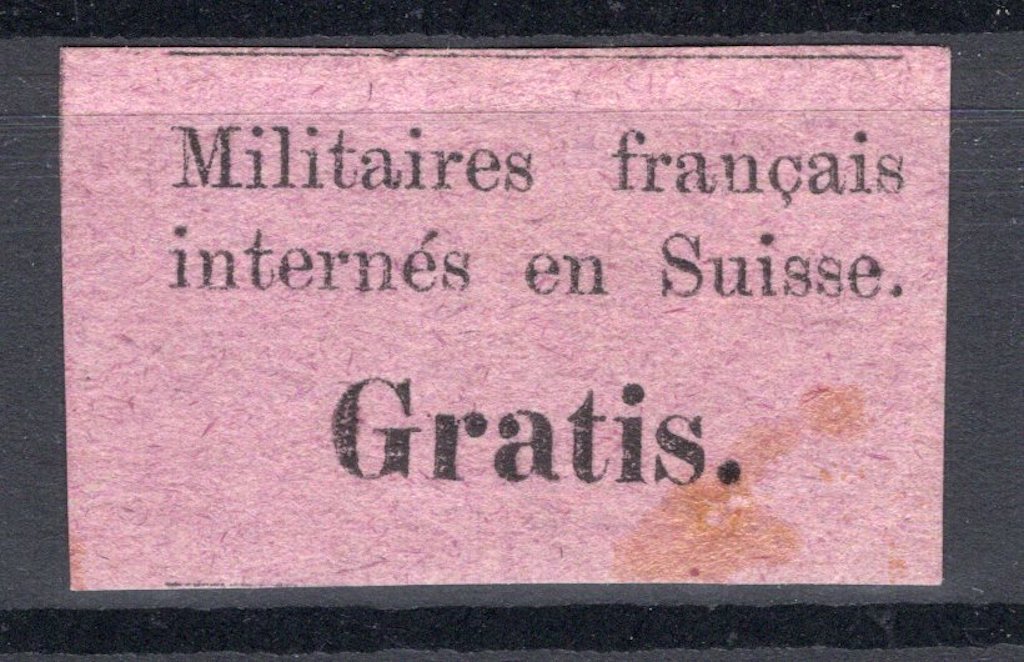 Militaires français
internés en Suisse.
Gratis.